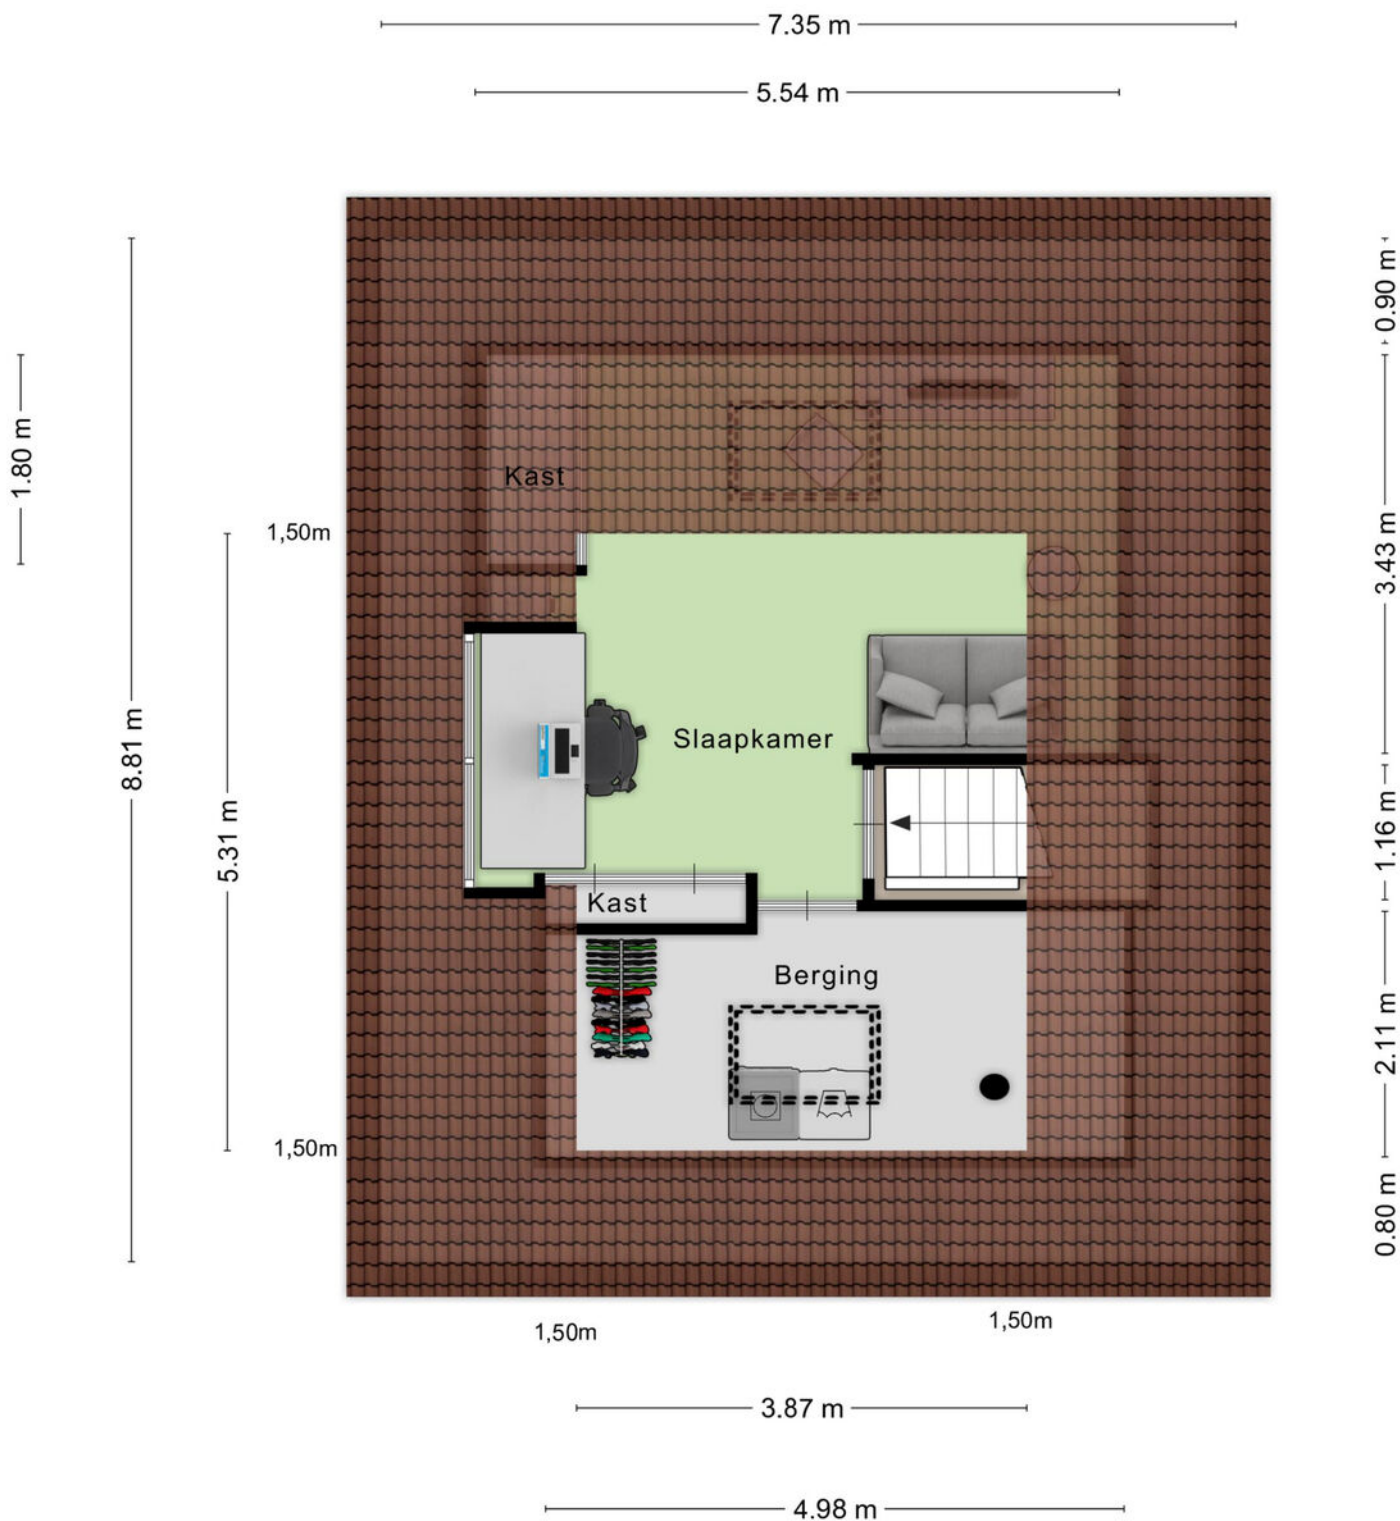 7.35 m
5.54 m
0.90 m
1.80 m
Kast
1,50m
3.43 m
8.81 m
Slaapkamer
5.31 m
1.16 m
Kast
Berging
2.11 m
1,50m
0.80 m
1,50m
1,50m
3.87 m
4.98 m